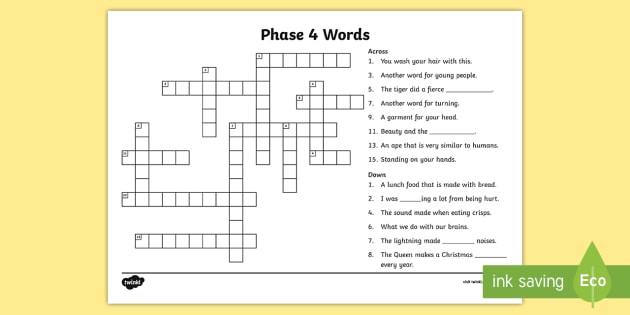 Phase 4 Words
Across
1. You wash your hair with this.
3. Another word for young people.
5. The tiger did a fierce ____________.
7. Another word for turning.
9. A garment for your head.
11. Beauty and the ____________.
13. An ape that is very similar to humans.
15. Standing on your hands.
Down
1. A lunch food that is made with bread.
2. I was ______ing a lot from being hurt.
4. The sound made when eating crisps.
6. What we do with our brains.
7. The lightning made ________ noises.
8. The Queen makes a Christmas ________
every year.
twinkl
visit twinkl
ink saving
Eco